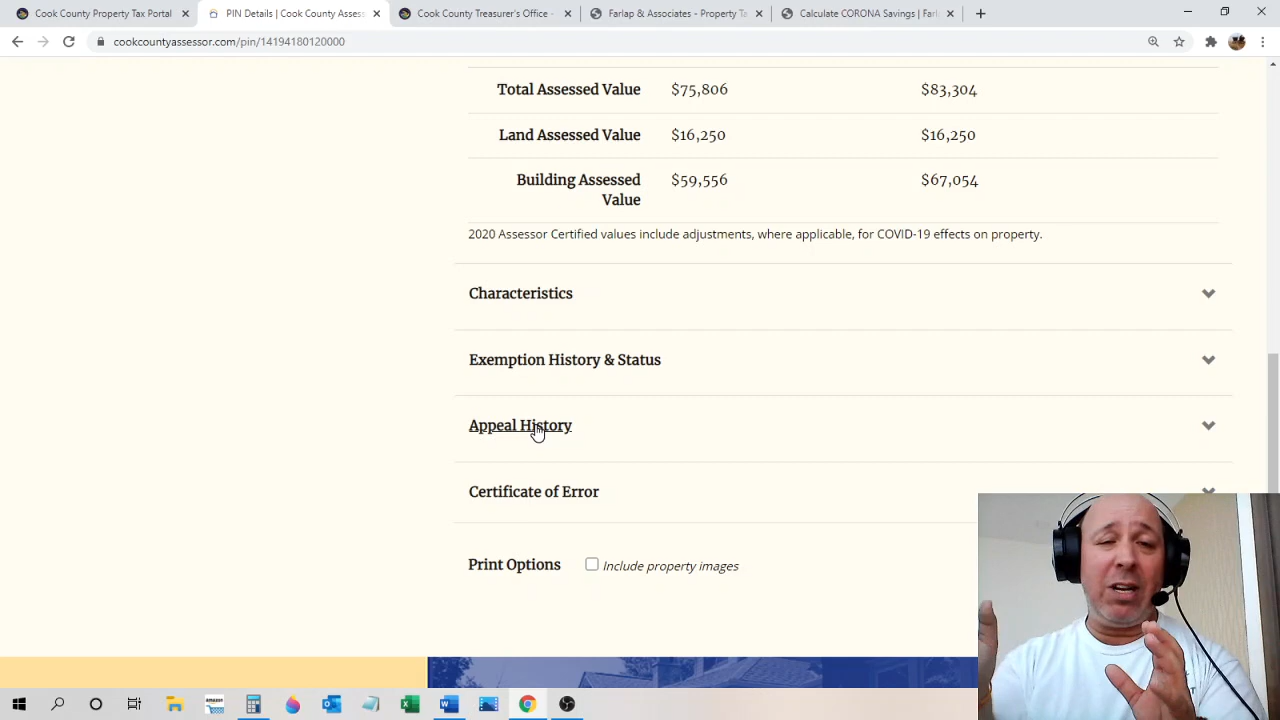 Cook County Property Tax Portal
PIN Details | Cook County Assess
Cook County Treasurer's Office -
Farlap & Associates - Property Ta
Calculate CORONA Savings | Farl
cookcountyassessor.com/pin/14194180120000
Total Assessed Value $75,806 $83,304
Land Assessed Value $16,250 $16,250
Building Assessed $59,556 $67,054
Value
2020 Assessor Certified values include adjustments, where applicable, for COVID-19 effects on property.
Characteristics
Exemption History & Status
Appeal History
Certificate of Error
Print Options Include property images
amazon